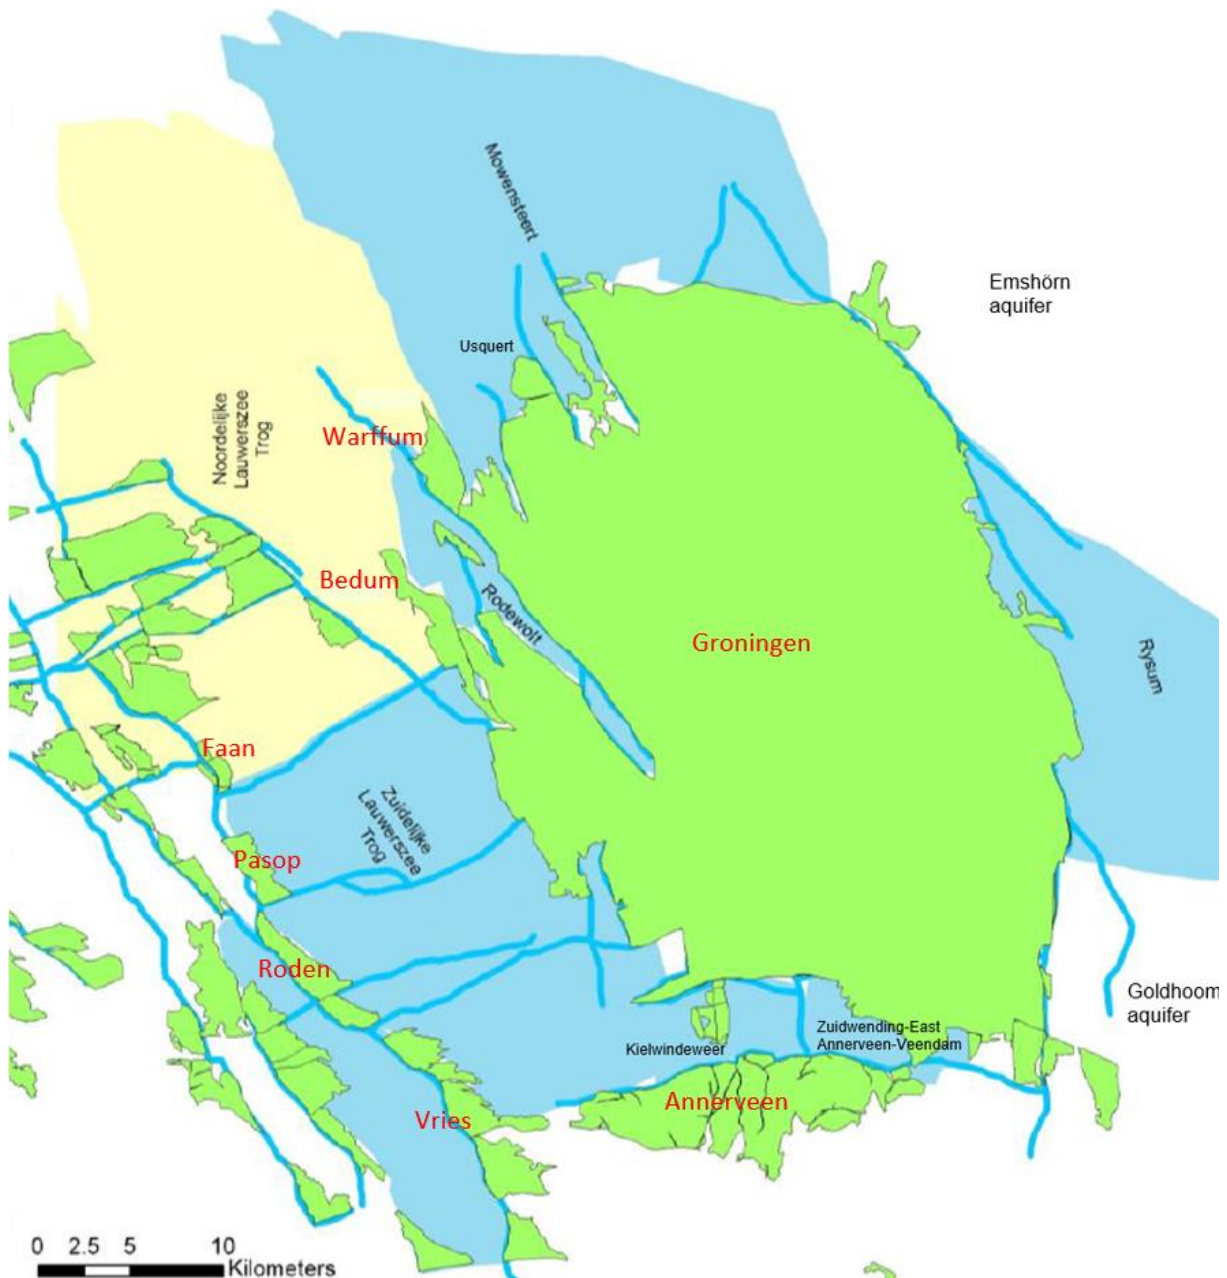 Mowensteert
Emshörn
aquifer
Usquert
Noordelijke
Lauwerszee
Trog
Warffum
Bedum
Rodewolt
Groningen
Rysum
Faan
Zuidelijke
Lauwerszee
Trog
Pasop
Roden
Goldhoorn
aquifer
Zuidwending-East
Annerveen-Veendam
Kielwindeweer
Annerveen
Vries
0 2.5 5 10
Kilometers